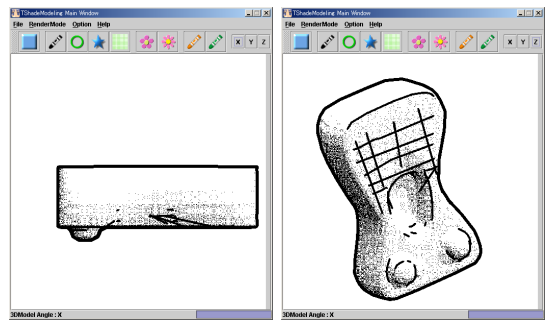 TShadeModeling Main Window
File RenderMode Option Help
X Y Z
3DModel Angle : X
TShadeModeling Main Window
File RenderMode Option Help
X Y Z
3DModel Angle : X